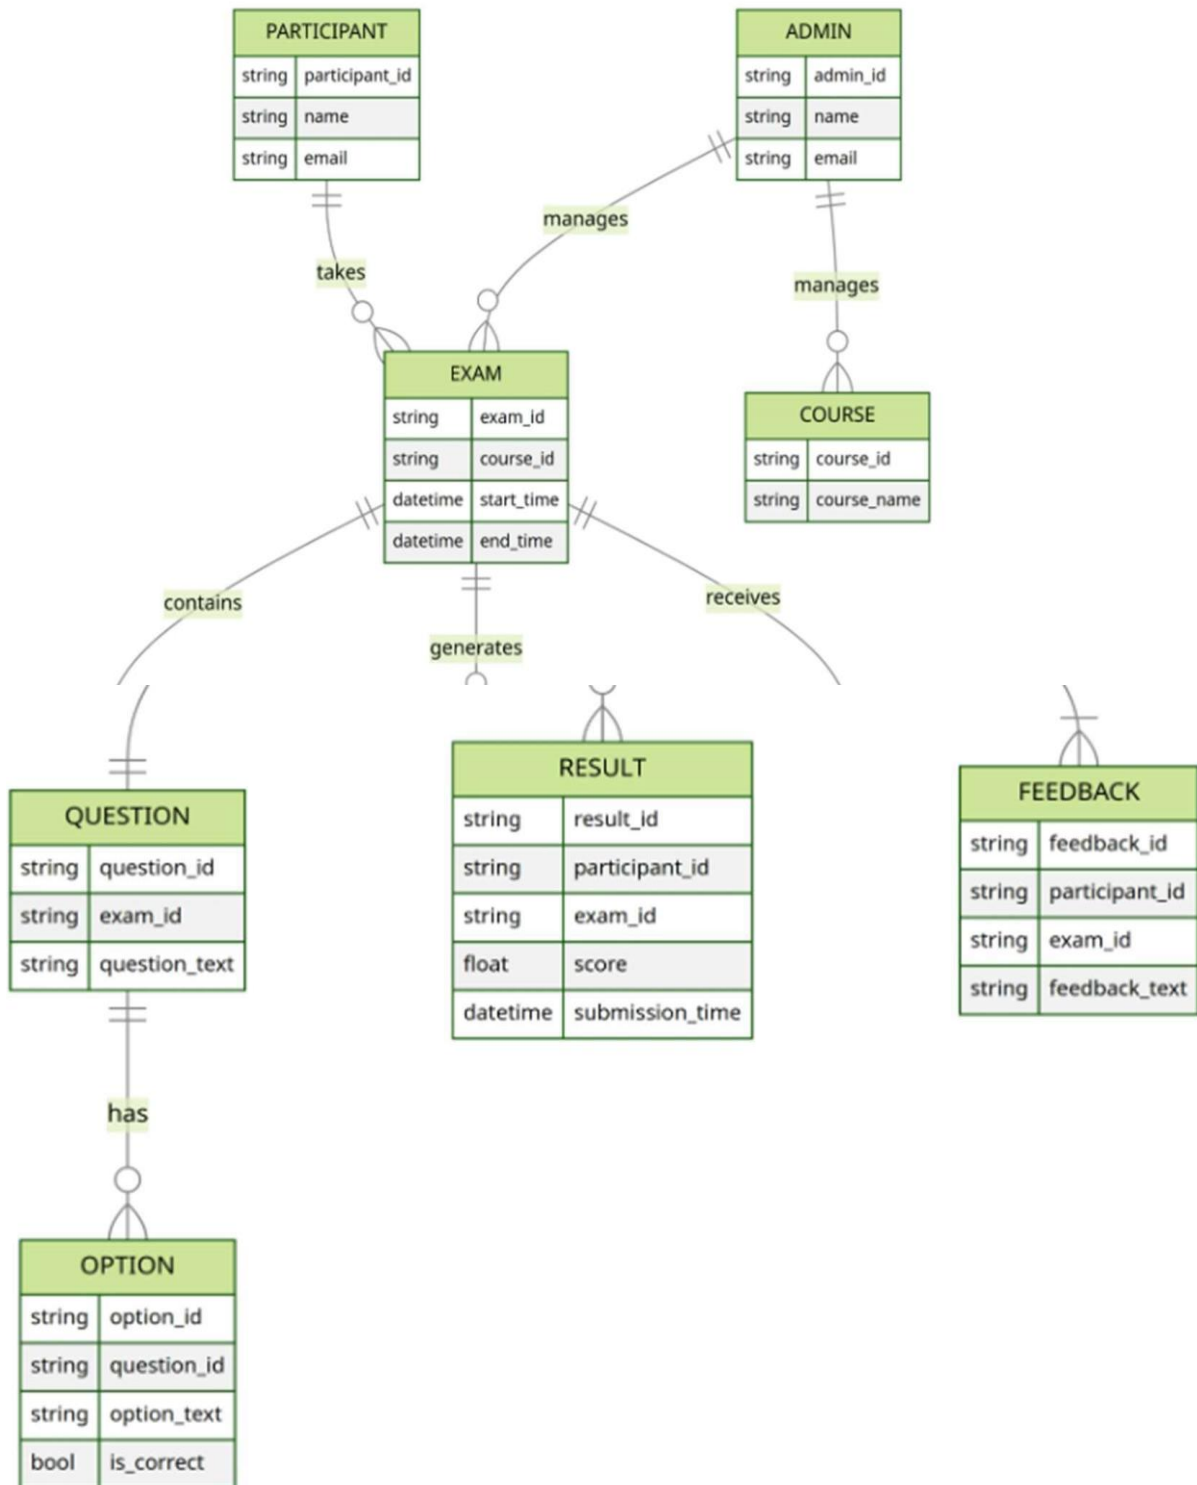 PARTICIPANT
string participant_id
string name
string email
ADMIN
string admin_id
string name
string email
manages
takes
manages
EXAM
string exam_id
string course_id
datetime start_time
datetime end_time
COURSE
string course_id
string course_name
contains
generates
receives
QUESTION
string question_id
string exam_id
string question_text
RESULT
string result_id
string participant_id
string exam_id
float score
datetime submission_time
FEEDBACK
string feedback_id
string participant_id
string exam_id
string feedback_text
has
OPTION
string option_id
string question_id
string option_text
bool is_correct